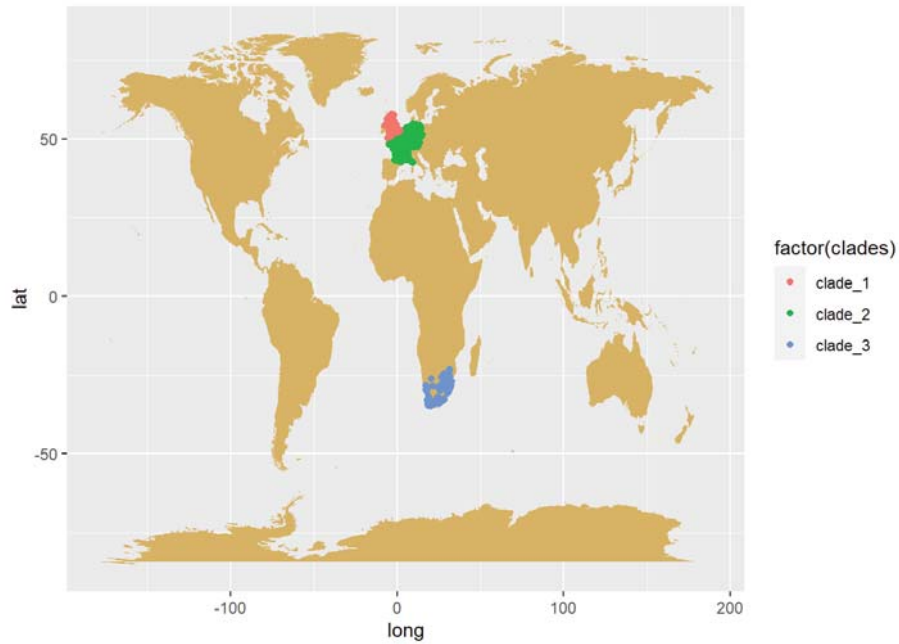 50
0
-50
lat
-100
0
100
200
long
factor(clades)
clade_1
clade_2
clade_3